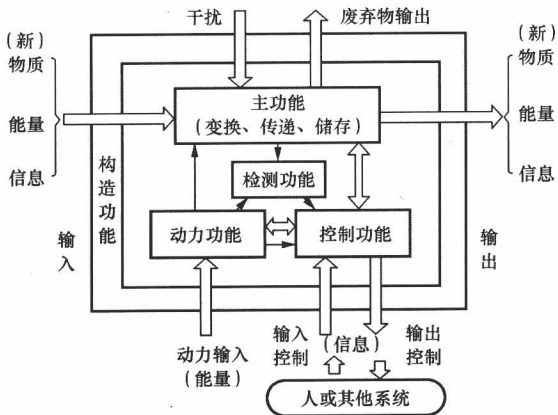 干扰
废弃物输出
（新）
物质
能量
信息
主功能
（变换、传递、储存）
（新）
物质
能量
信息
构造功能
检测功能
动力功能
控制功能
输入
输出
动力输入
（能量）
输入
控制
（信息）
输出
控制
人或其他系统